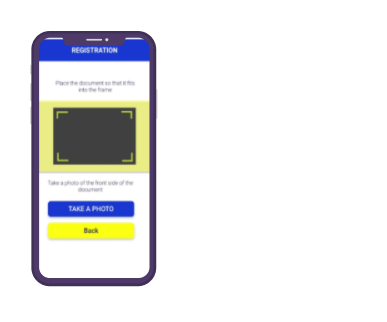 REGISTRATION
Place the document so that it fits
into the frame
Take a photo of the front side of the
document
TAKE A PHOTO
Back